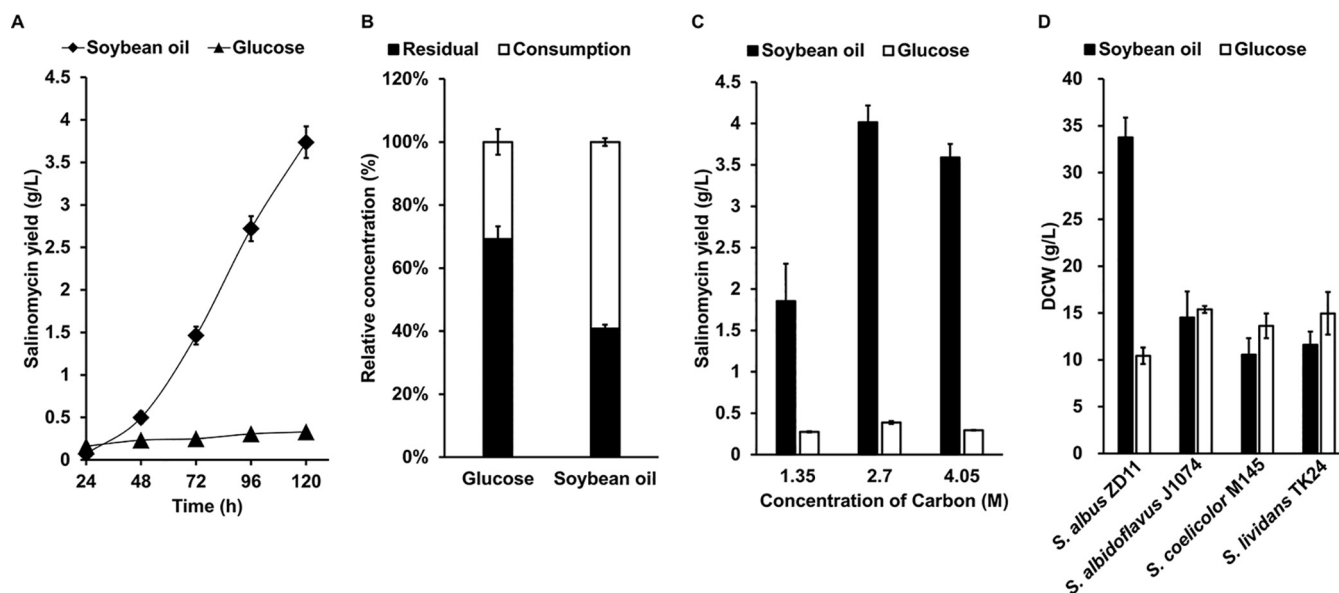 A
Soybean oil Glucose
Salinomycin yield (g/L)
4.5
4
3.5
3
2.5
2
1.5
1
0.5
0
24 48 72 96 120
Time (h)
B
Residual Consumption
Relative concentration (%)
120%
100%
80%
60%
40%
20%
0%
Glucose Soybean oil
C
Soybean oil Glucose
Salinomycin yield (g/L)
4.5
4
3.5
3
2.5
2
1.5
1
0.5
0
1.35 2.7 4.05
Concentration of Carbon (M)
D
Soybean oil Glucose
DCW (g/L)
40
35
30
25
20
15
10
5
0
S. albus ZD11
S. albidoflavus J1074
S. coelicolor M145
S. lividans TK24